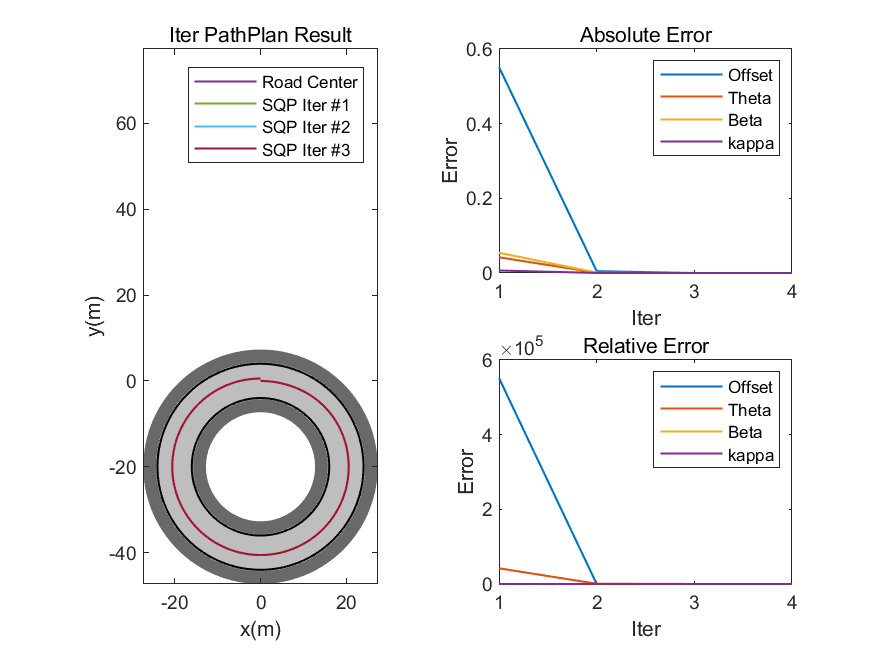 Iter PathPlan Result
Road Center
SQP Iter #1
SQP Iter #2
SQP Iter #3
60
40
20
0
-20
-40
y(m)
-20
0
20
x(m)
Absolute Error
Offset
Theta
Beta
kappa
0.6
0.4
0.2
0
Error
1
2
3
4
Iter
Relative Error
×10^5
Offset
Theta
Beta
kappa
6
4
2
0
Error
1
2
3
4
Iter